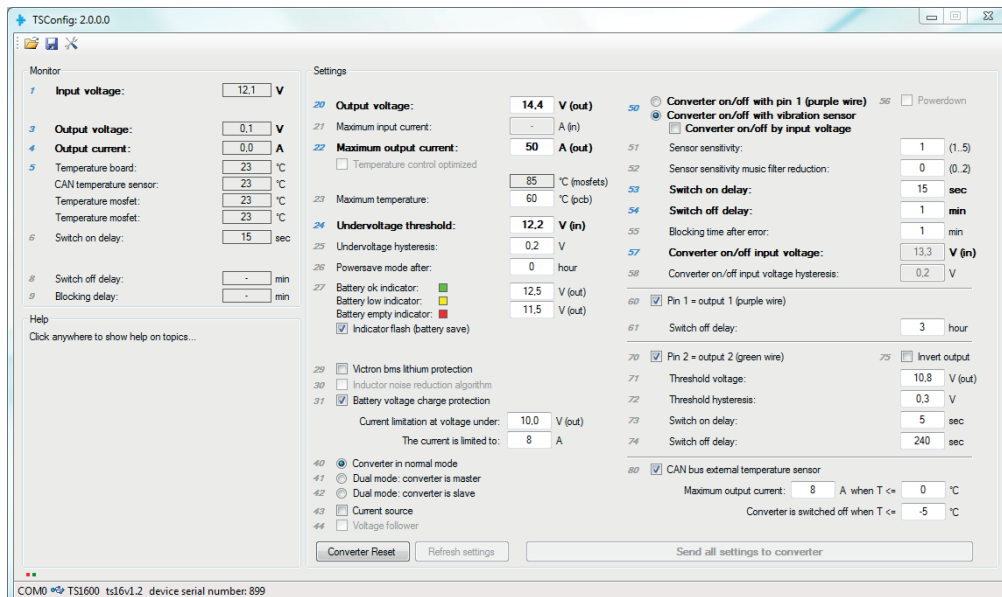 TSConfig: 2.0.0.0
Monitor
1 Input voltage: 12,1 V
3 Output voltage: 0,1 V
4 Output current: 0,0 A
5 Temperature board: 23 °C
CAN temperature sensor: 23 °C
Temperature mosfet: 23 °C
Temperature mosfet: 23 °C
6 Switch on delay: 15 sec
8 Switch off delay: - min
9 Blocking delay: - min
Help
Click anywhere to show help on topics...
Settings
20 Output voltage: 14,4 V (out)
21 Maximum input current: - A (in)
22 Maximum output current: 50 A (out)
Temperature control optimized
85 °C (mosfets)
23 Maximum temperature: 60 °C (pcb)
24 Undervoltage threshold: 12,2 V (in)
25 Undervoltage hysteresis: 0,2 V
26 Powersave mode after: 0 hour
27 Battery ok indicator: 12,5 V (out)
Battery low indicator: 11,5 V (out)
Battery empty indicator:
Indicator flash (battery save)
29 Victron bms lithium protection
30 Inductor noise reduction algorithm
31 Battery voltage charge protection
Current limitation at voltage under: 10,0 V (out)
The current is limited to: 8 A
40 Converter in normal mode
41 Dual mode: converter is master
42 Dual mode: converter is slave
43 Current source
44 Voltage follower
Converter Reset Refresh settings
50 Converter on/off with pin 1 (purple wire) 56 Powerdown
Converter on/off with vibration sensor
Converter on/off by input voltage
51 Sensor sensitivity: 1 (1..5)
52 Sensor sensitivity music filter reduction: 0 (0..2)
53 Switch on delay: 15 sec
54 Switch off delay: 1 min
55 Blocking time after error: 1 min
57 Converter on/off input voltage: 13,3 V (in)
58 Converter on/off input voltage hysteresis: 0,2 V
60 Pin 1 = output 1 (purple wire)
61 Switch off delay: 3 hour
70 Pin 2 = output 2 (green wire) 75 Invert output
71 Threshold voltage: 10,8 V (out)
72 Threshold hysteresis: 0,3 V
73 Switch on delay: 5 sec
74 Switch off delay: 240 sec
80 CAN bus external temperature sensor
Maximum output current: 8 A when T <= 0 °C
Converter is switched off when T <= -5 °C
Send all settings to converter
COM0 TS1600 ts16v1.2 device serial number: 899